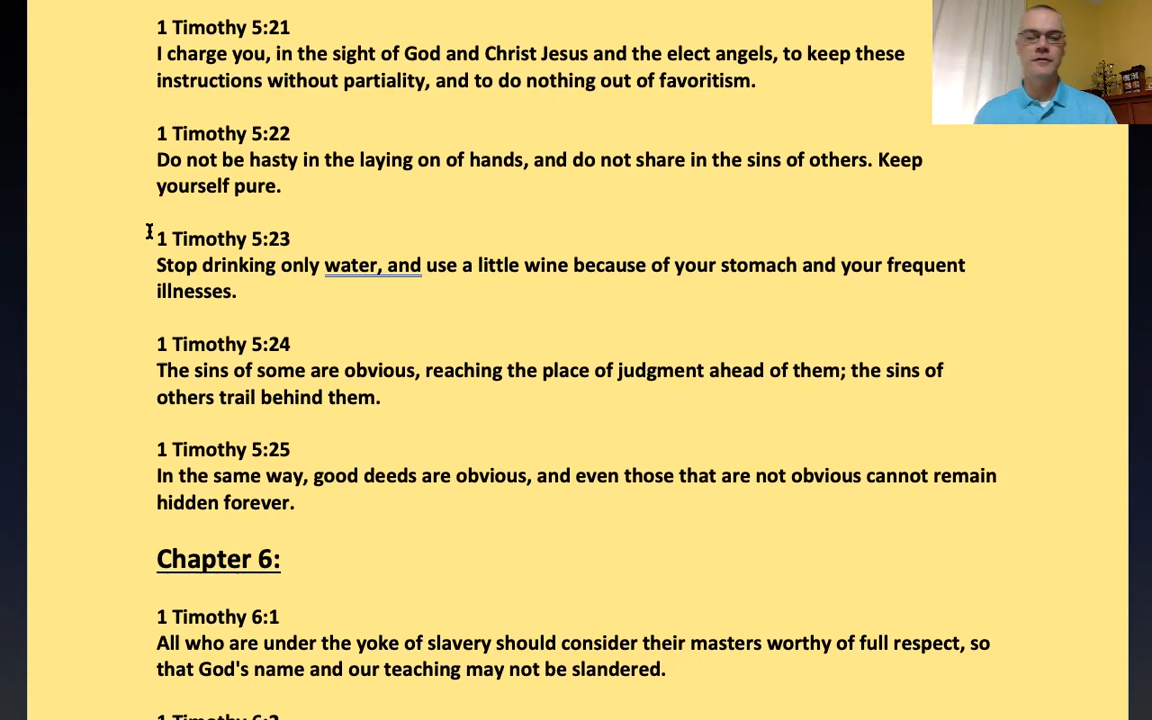 1 Timothy 5:21
I charge you, in the sight of God and Christ Jesus and the elect angels, to keep these
instructions without partiality, and to do nothing out of favoritism.
1 Timothy 5:22
Do not be hasty in the laying on of hands, and do not share in the sins of others. Keep
yourself pure.
1 Timothy 5:23
Stop drinking only water, and use a little wine because of your stomach and your frequent
illnesses.
1 Timothy 5:24
The sins of some are obvious, reaching the place of judgment ahead of them; the sins of
others trail behind them.
1 Timothy 5:25
In the same way, good deeds are obvious, and even those that are not obvious cannot remain
hidden forever.
Chapter 6:
1 Timothy 6:1
All who are under the yoke of slavery should consider their masters worthy of full respect, so
that God's name and our teaching may not be slandered.
1 Timothy 6:2